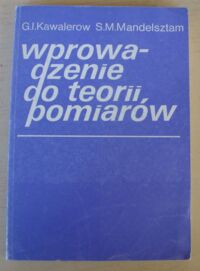 G.I.Kawalerow S.M.Mandelsztam
wprowa-
dzenie
do teorii
pomiarów